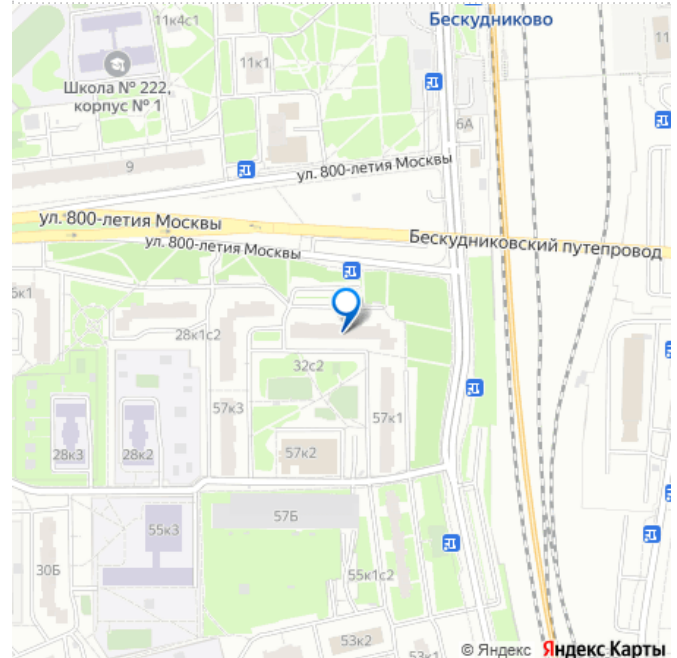 11к4с1
Бескудниково
11к1
Школа № 222,
корпус № 1
6А
11
9
ул. 800-летия Москвы
ул. 800-летия Москвы
ул. 800-летия Москвы
Бескудниковский путепровод
28к1с2
32с2
57к3
57к1
28к3
28к2
57к2
57Б
55к3
30Б
55к1с2
53к2
© Яндекс Яндекс Карты